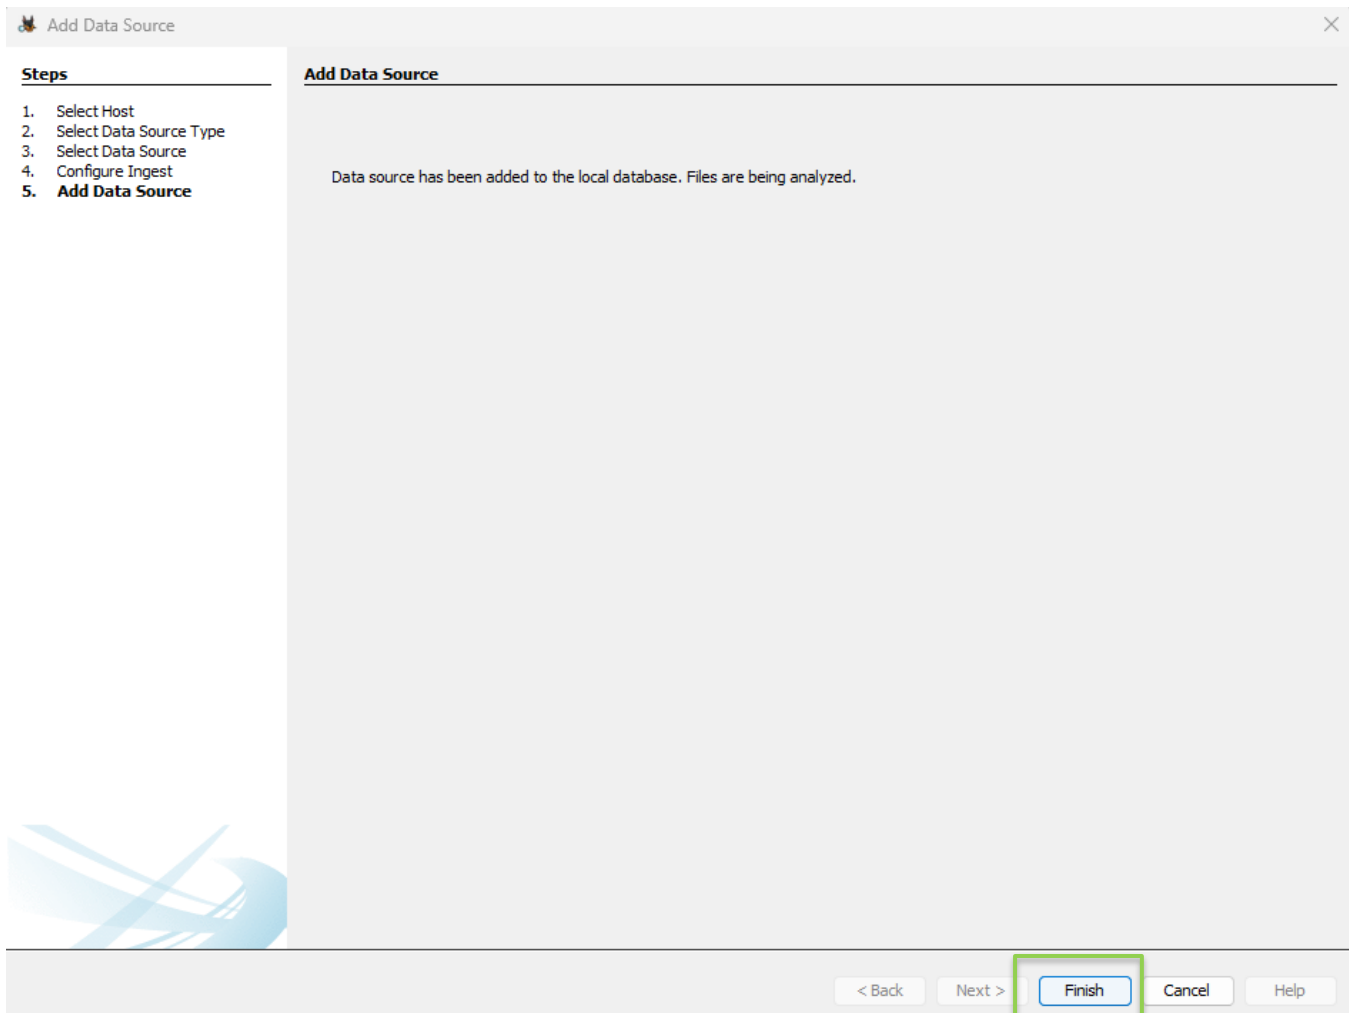 Add Data Source
Steps
1. Select Host
2. Select Data Source Type
3. Select Data Source
4. Configure Ingest
5. Add Data Source
Add Data Source
Data source has been added to the local database. Files are being analyzed.
< Back Next > Finish Cancel Help